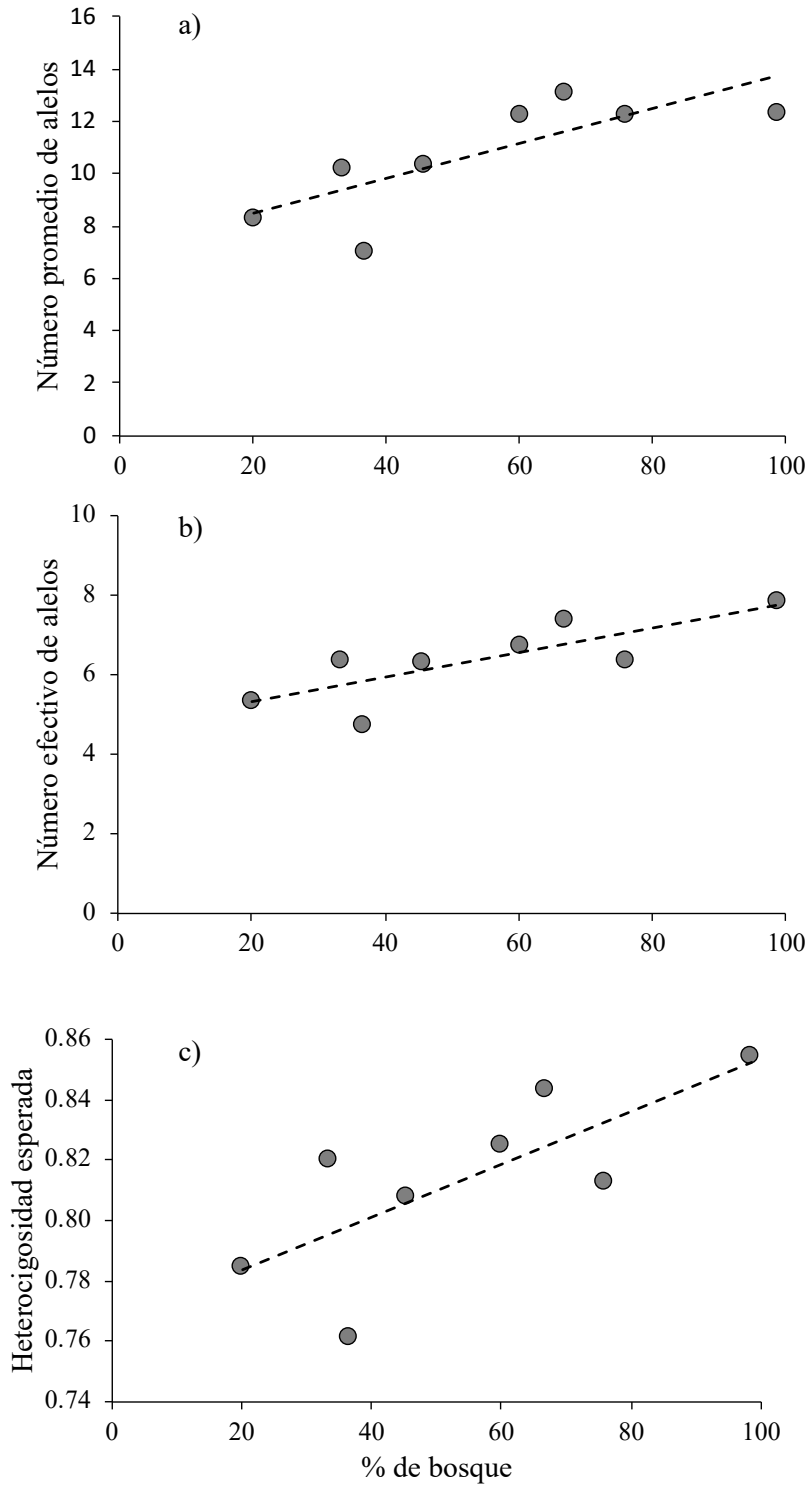 a)
Número promedio de alelos
16
14
12
10
8
6
4
2
0
0 20 40 60 80 100
b)
Número efectivo de alelos
10
8
6
4
2
0
0 20 40 60 80 100
c)
Heterocigosidad esperada
0.86
0.84
0.82
0.80
0.78
0.76
0.74
0 20 40 60 80 100
% de bosque